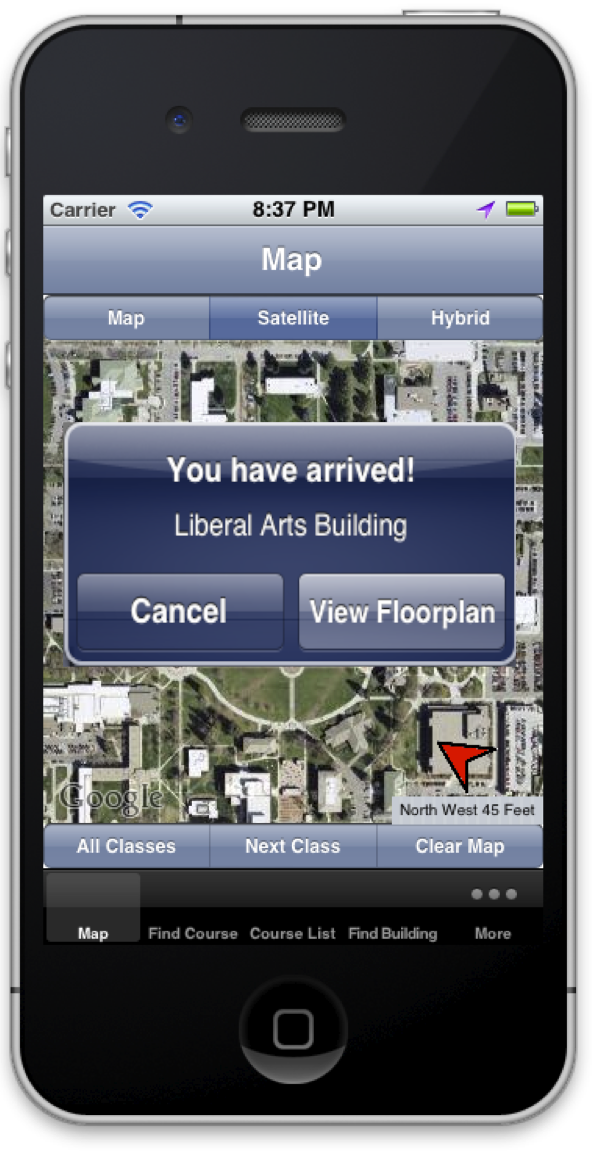 Carrier 8:37 PM
Map
Map Satellite Hybrid
You have arrived!
Liberal Arts Building
Cancel View Floorplan
Google
North West 45 Feet
All Classes Next Class Clear Map
Map Find Course Course List Find Building More